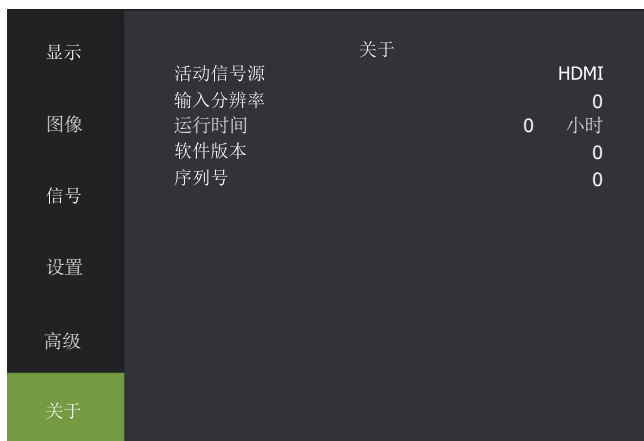 显示
图像
信号
设置
高级
关于
关于
活动信号源 HDMI
输入分辨率 0
运行时间 0 小时
软件版本 0
序列号 0